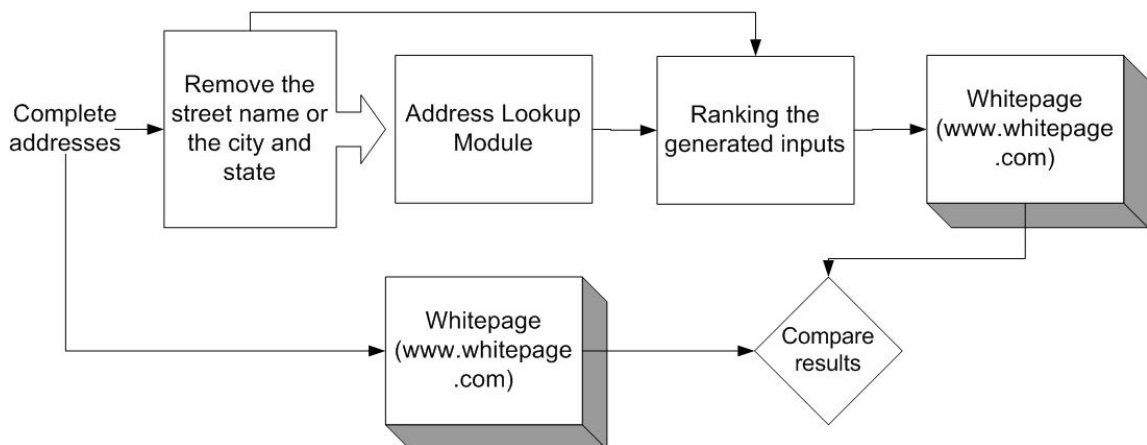 Complete
addresses
Remove the
street name or
the city and
state
Address Lookup
Module
Ranking the
generated inputs
Whitepage
(www.whitepage
.com)
Whitepage
(www.whitepage
.com)
Compare
results